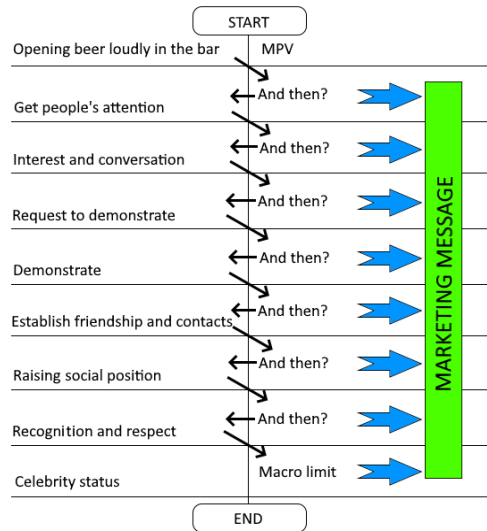 START
Opening beer loudly in the bar
MPV
And then?
Get people's attention
And then?
Interest and conversation
And then?
Request to demonstrate
And then?
Demonstrate
And then?
Establish friendship and contacts
And then?
Raising social position
And then?
Recognition and respect
Macro limit
Celebrity status
END
MARKETING MESSAGE